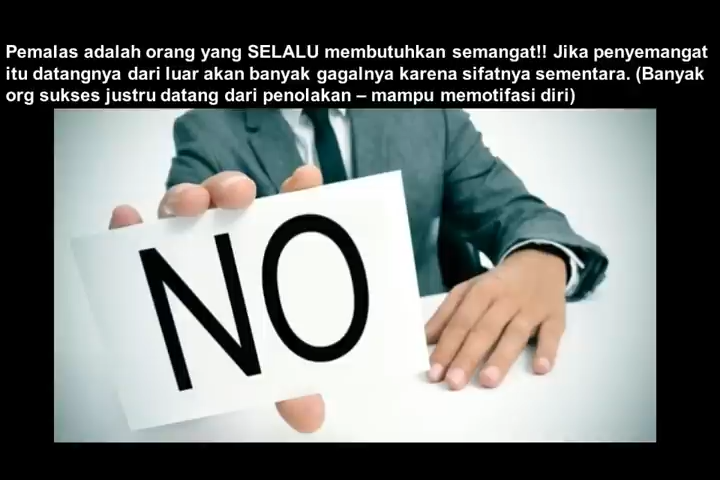 Pemalas adalah orang yang SELALU membutuhkan semangat!! Jika penyemangat
itu datangnya dari luar akan banyak gagalnya karena sifatnya sementara. (Banyak
org sukses justru datang dari penolakan – mampu memotifasi diri)
NO